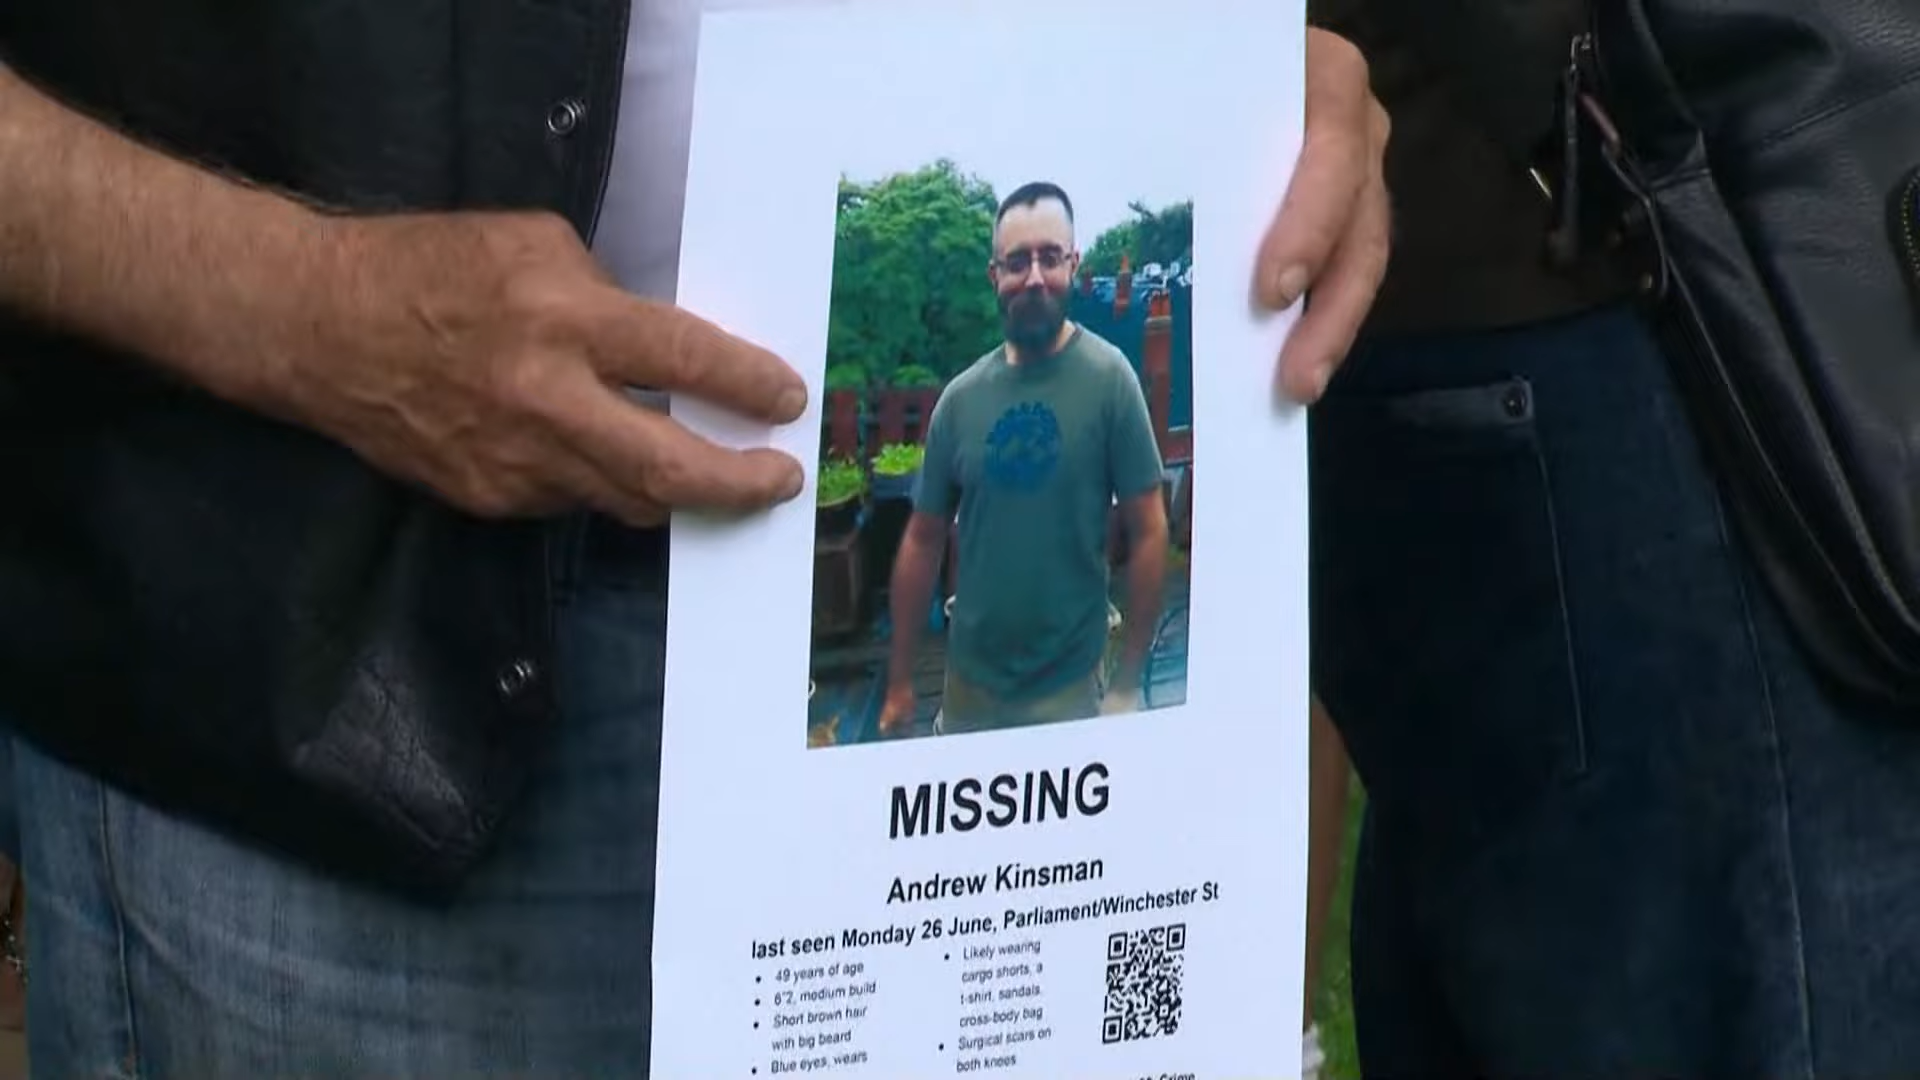 MISSING
Andrew Kinsman
last seen Monday 26 June, Parliament/Winchester St
• 49 years of age
• 6"2, medium build
• Short brown hair
with big beard
• Blue eyes, wears
• Likely wearing
cargo shorts, a
t-shirt, sandals,
cross-body bag
• Surgical scars on
both knees
Crime